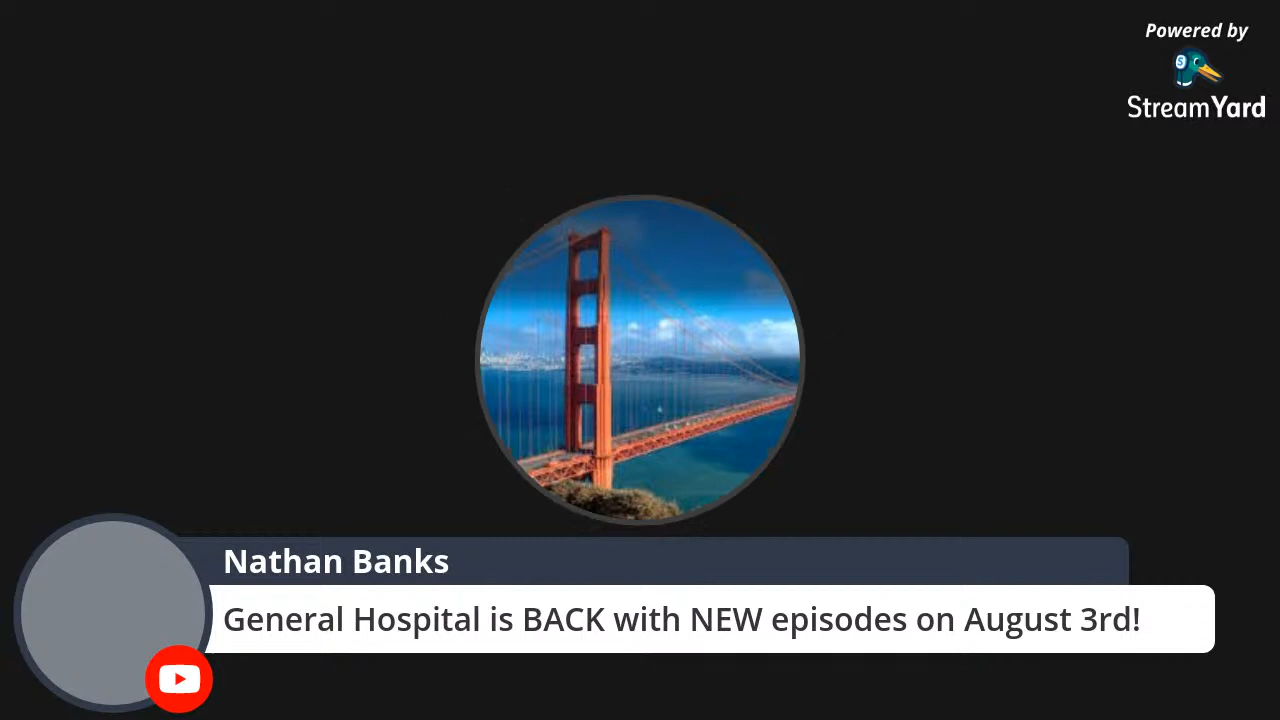 Powered by
StreamYard
Nathan Banks
General Hospital is BACK with NEW episodes on August 3rd!